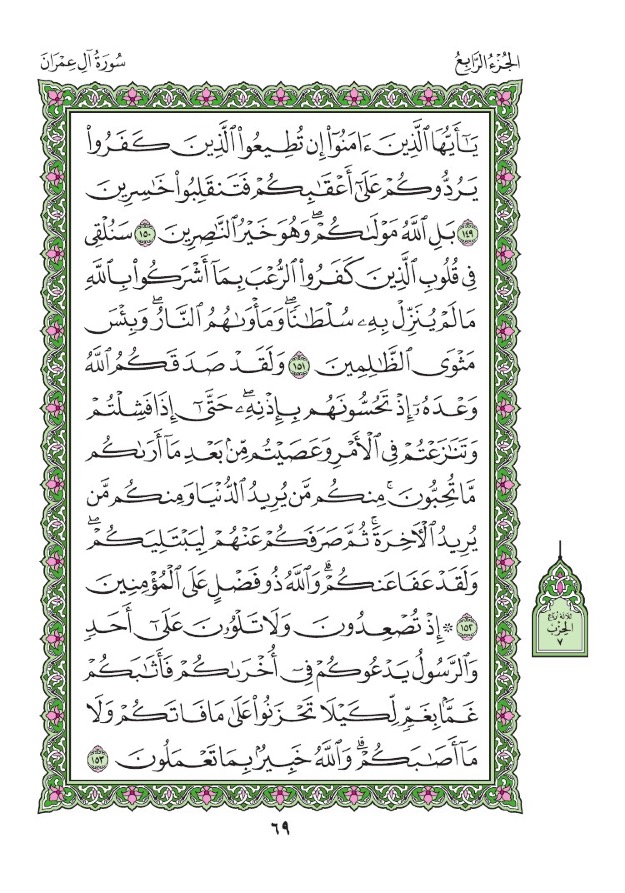 الجُزْءُ الرَّابِعُ
سُورَةُ آلِ عِمْرَانَ
يَـٰٓأَيُّهَا ٱلَّذِينَ ءَامَنُوٓا۟ إِن تُطِيعُوا۟ ٱلَّذِينَ كَفَرُوا۟
يَرُدُّوكُمْ عَلَىٰٓ أَعْقَـٰبِكُمْ فَتَنقَلِبُوا۟ خَـٰسِرِينَ
١٤٩ بَلِ ٱللَّهُ مَوْلَىٰكُمْ ۖ وَهُوَ خَيْرُ ٱلنَّـٰصِرِينَ ١٥٠ سَنُلْقِى
فِى قُلُوبِ ٱلَّذِينَ كَفَرُوا۟ ٱلرُّعْبَ بِمَآ أَشْرَكُوا۟ بِٱللَّهِ
مَا لَمْ يُنَزِّلْ بِهِۦ سُلْطَـٰنًا ۖ وَمَأْوَىٰهُمُ ٱلنَّارُ ۚ وَبِئْسَ
مَثْوَى ٱلظَّـٰلِمِينَ ١٥١ وَلَقَدْ صَدَقَكُمُ ٱللَّهُ
وَعْدَهُۥٓ إِذْ تَحُسُّونَهُم بِإِذْنِهِۦ ۖ حَتَّىٰٓ إِذَا فَشِلْتُمْ
وَتَنَـٰزَعْتُمْ فِى ٱلْأَمْرِ وَعَصَيْتُم مِّنۢ بَعْدِ مَآ أَرَىٰكُم
مَّا تُحِبُّونَ ۚ مِنكُم مَّن يُرِيدُ ٱلدُّنْيَا وَمِنكُم مَّن
يُرِيدُ ٱلْـَٔاخِرَةَ ۚ ثُمَّ صَرَفَكُمْ عَنْهُمْ لِيَبْتَلِيَكُمْ ۖ
وَلَقَدْ عَفَا عَنكُمْ ۗ وَٱللَّهُ ذُو فَضْلٍ عَلَى ٱلْمُؤْمِنِينَ
١٥٢ ۞ إِذْ تُصْعِدُونَ وَلَا تَلْوُۥنَ عَلَىٰٓ أَحَدٍ
وَٱلرَّسُولُ يَدْعُوكُمْ فِىٓ أُخْرَىٰكُمْ فَأَثَـٰبَكُمْ
غَمًّۢا بِغَمٍّ لِّكَيْلَا تَحْزَنُوا۟ عَلَىٰ مَا فَاتَكُمْ وَلَا
مَآ أَصَـٰبَكُمْ ۗ وَٱللَّهُ خَبِيرٌۢ بِمَا تَعْمَلُونَ ١٥٣
ثلاثة أرباع
الحزب
٧
٦٩